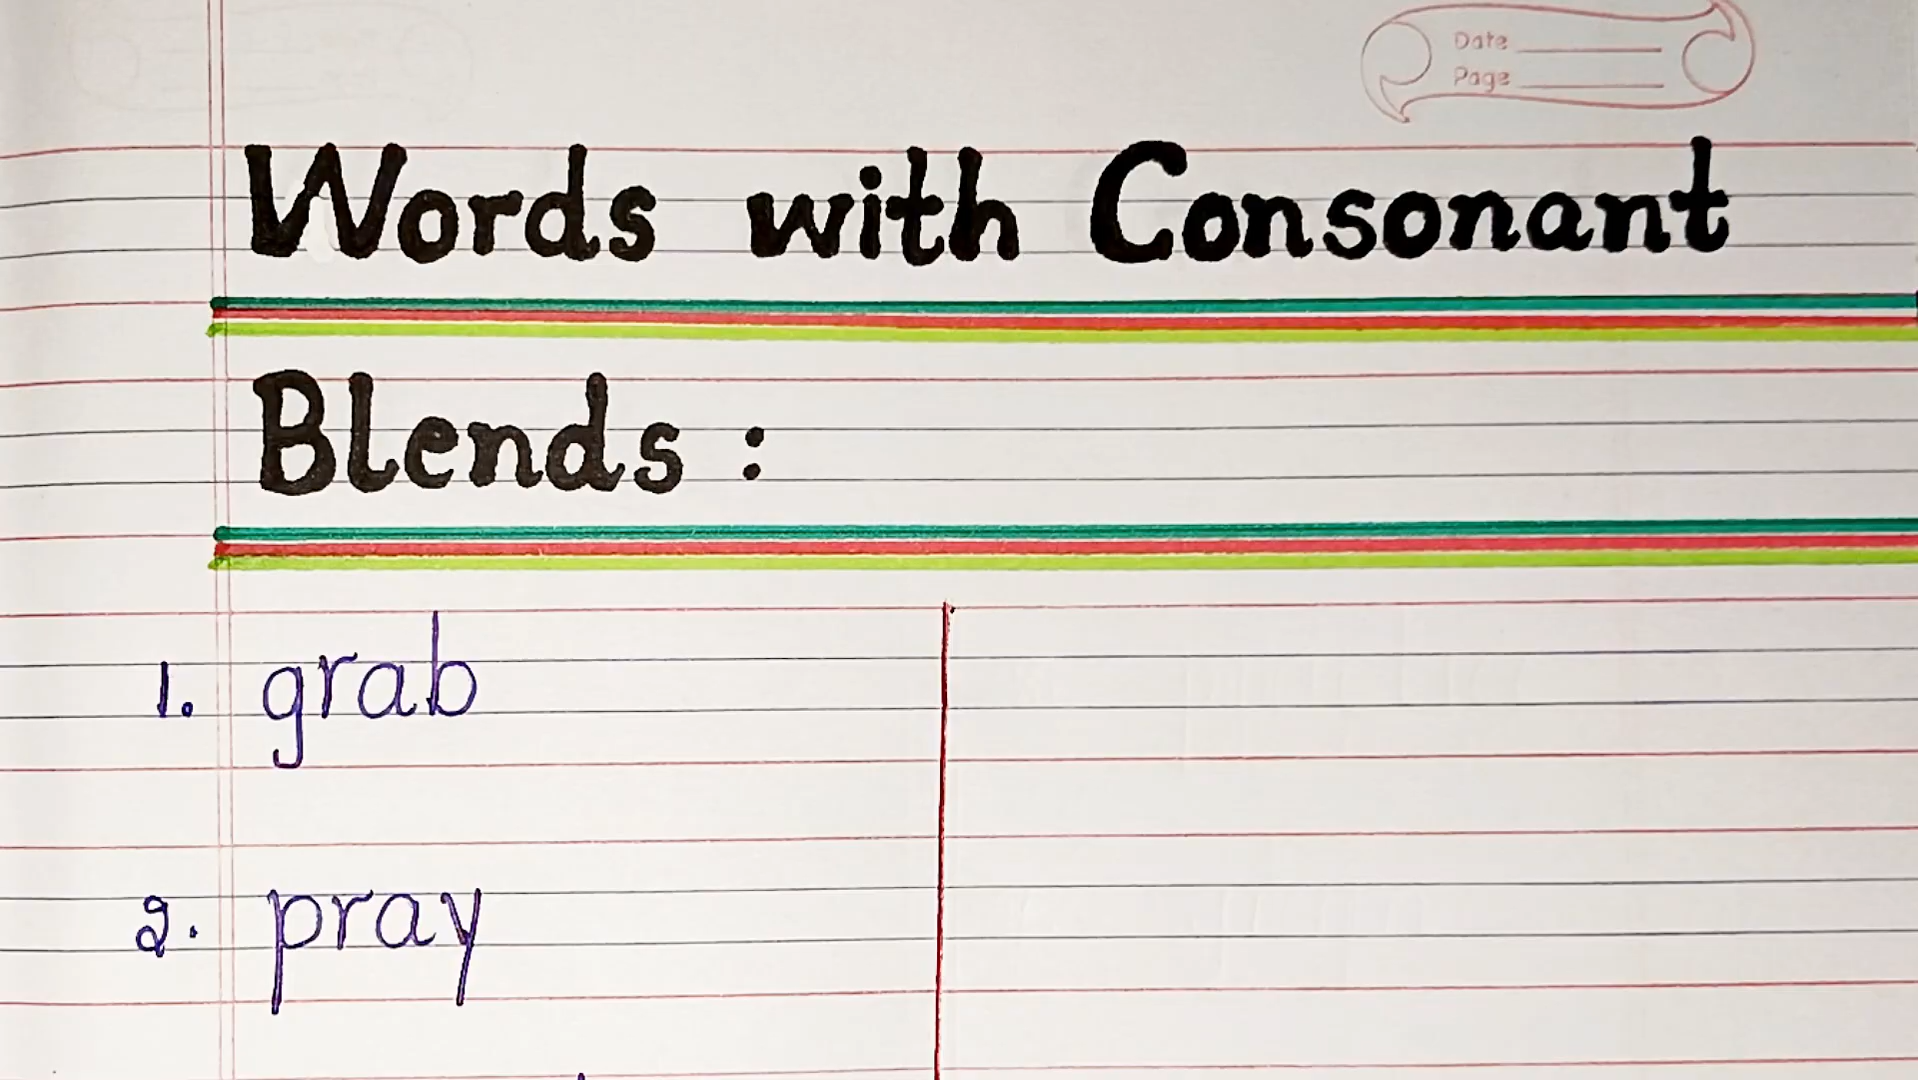 Date
Page
Words with Consonant
Blends :
1. grab
2. pray